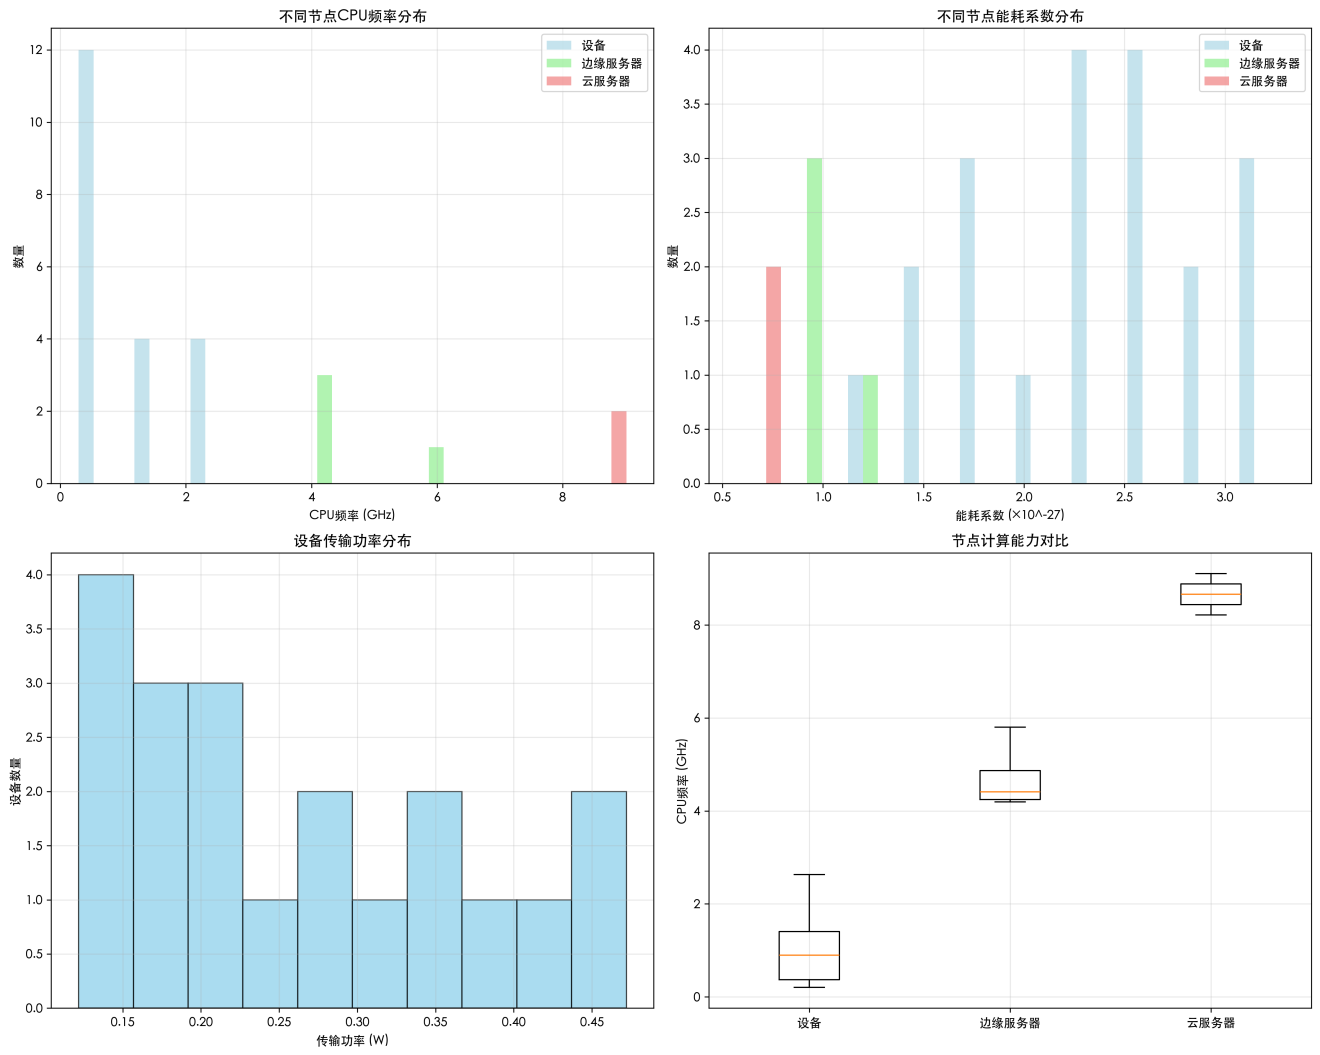 不同节点CPU频率分布
设备
边缘服务器
云服务器
数量
12
10
8
6
4
2
0
0 2 4 6 8
CPU频率 (GHz)
不同节点能耗系数分布
设备
边缘服务器
云服务器
数量
4.0
3.5
3.0
2.5
2.0
1.5
1.0
0.5
0.0
0.5 1.0 1.5 2.0 2.5 3.0
能耗系数 (×10^-27)
设备传输功率分布
设备数量
4.0
3.5
3.0
2.5
2.0
1.5
1.0
0.5
0.0
0.15 0.20 0.25 0.30 0.35 0.40 0.45
传输功率 (W)
节点计算能力对比
CPU频率 (GHz)
8
6
4
2
0
设备 边缘服务器 云服务器